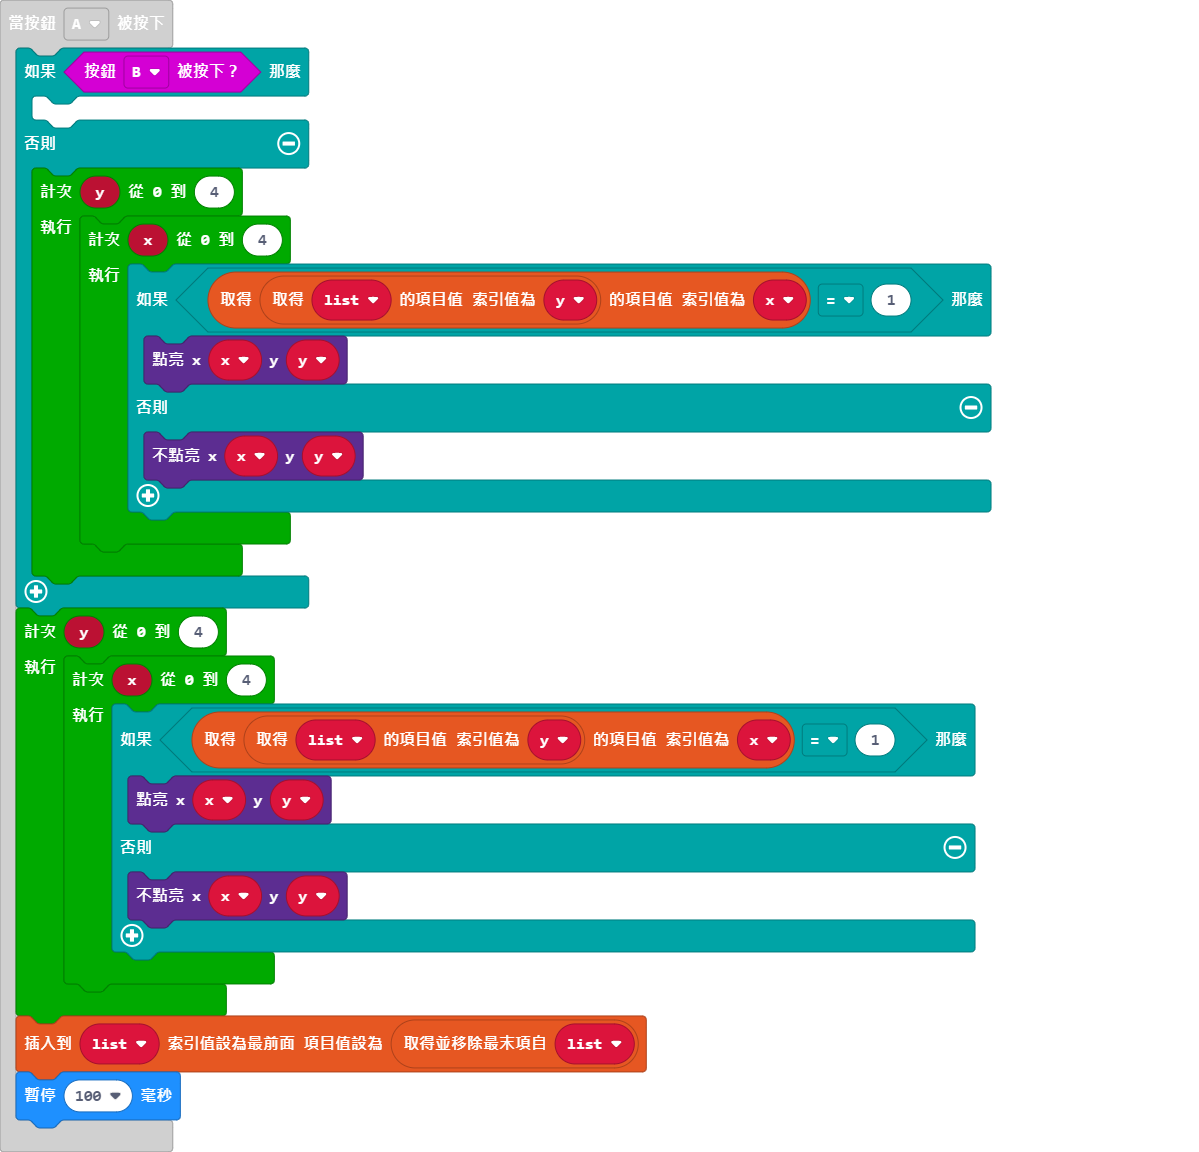 當按鈕 A 被按下
如果 按鈕 B 被按下？ 那麼
否則
計次 y 從 0 到 4
執行
計次 x 從 0 到 4
執行
如果 取得 取得 list 的項目值 索引值為 y 的項目值 索引值為 x = 1 那麼
點亮 x x y y
否則
不點亮 x x y y
計次 y 從 0 到 4
執行
計次 x 從 0 到 4
執行
如果 取得 取得 list 的項目值 索引值為 y 的項目值 索引值為 x = 1 那麼
點亮 x x y y
否則
不點亮 x x y y
插入到 list 索引值設為最前面 項目值設為 取得並移除最末項自 list
暫停 100 毫秒